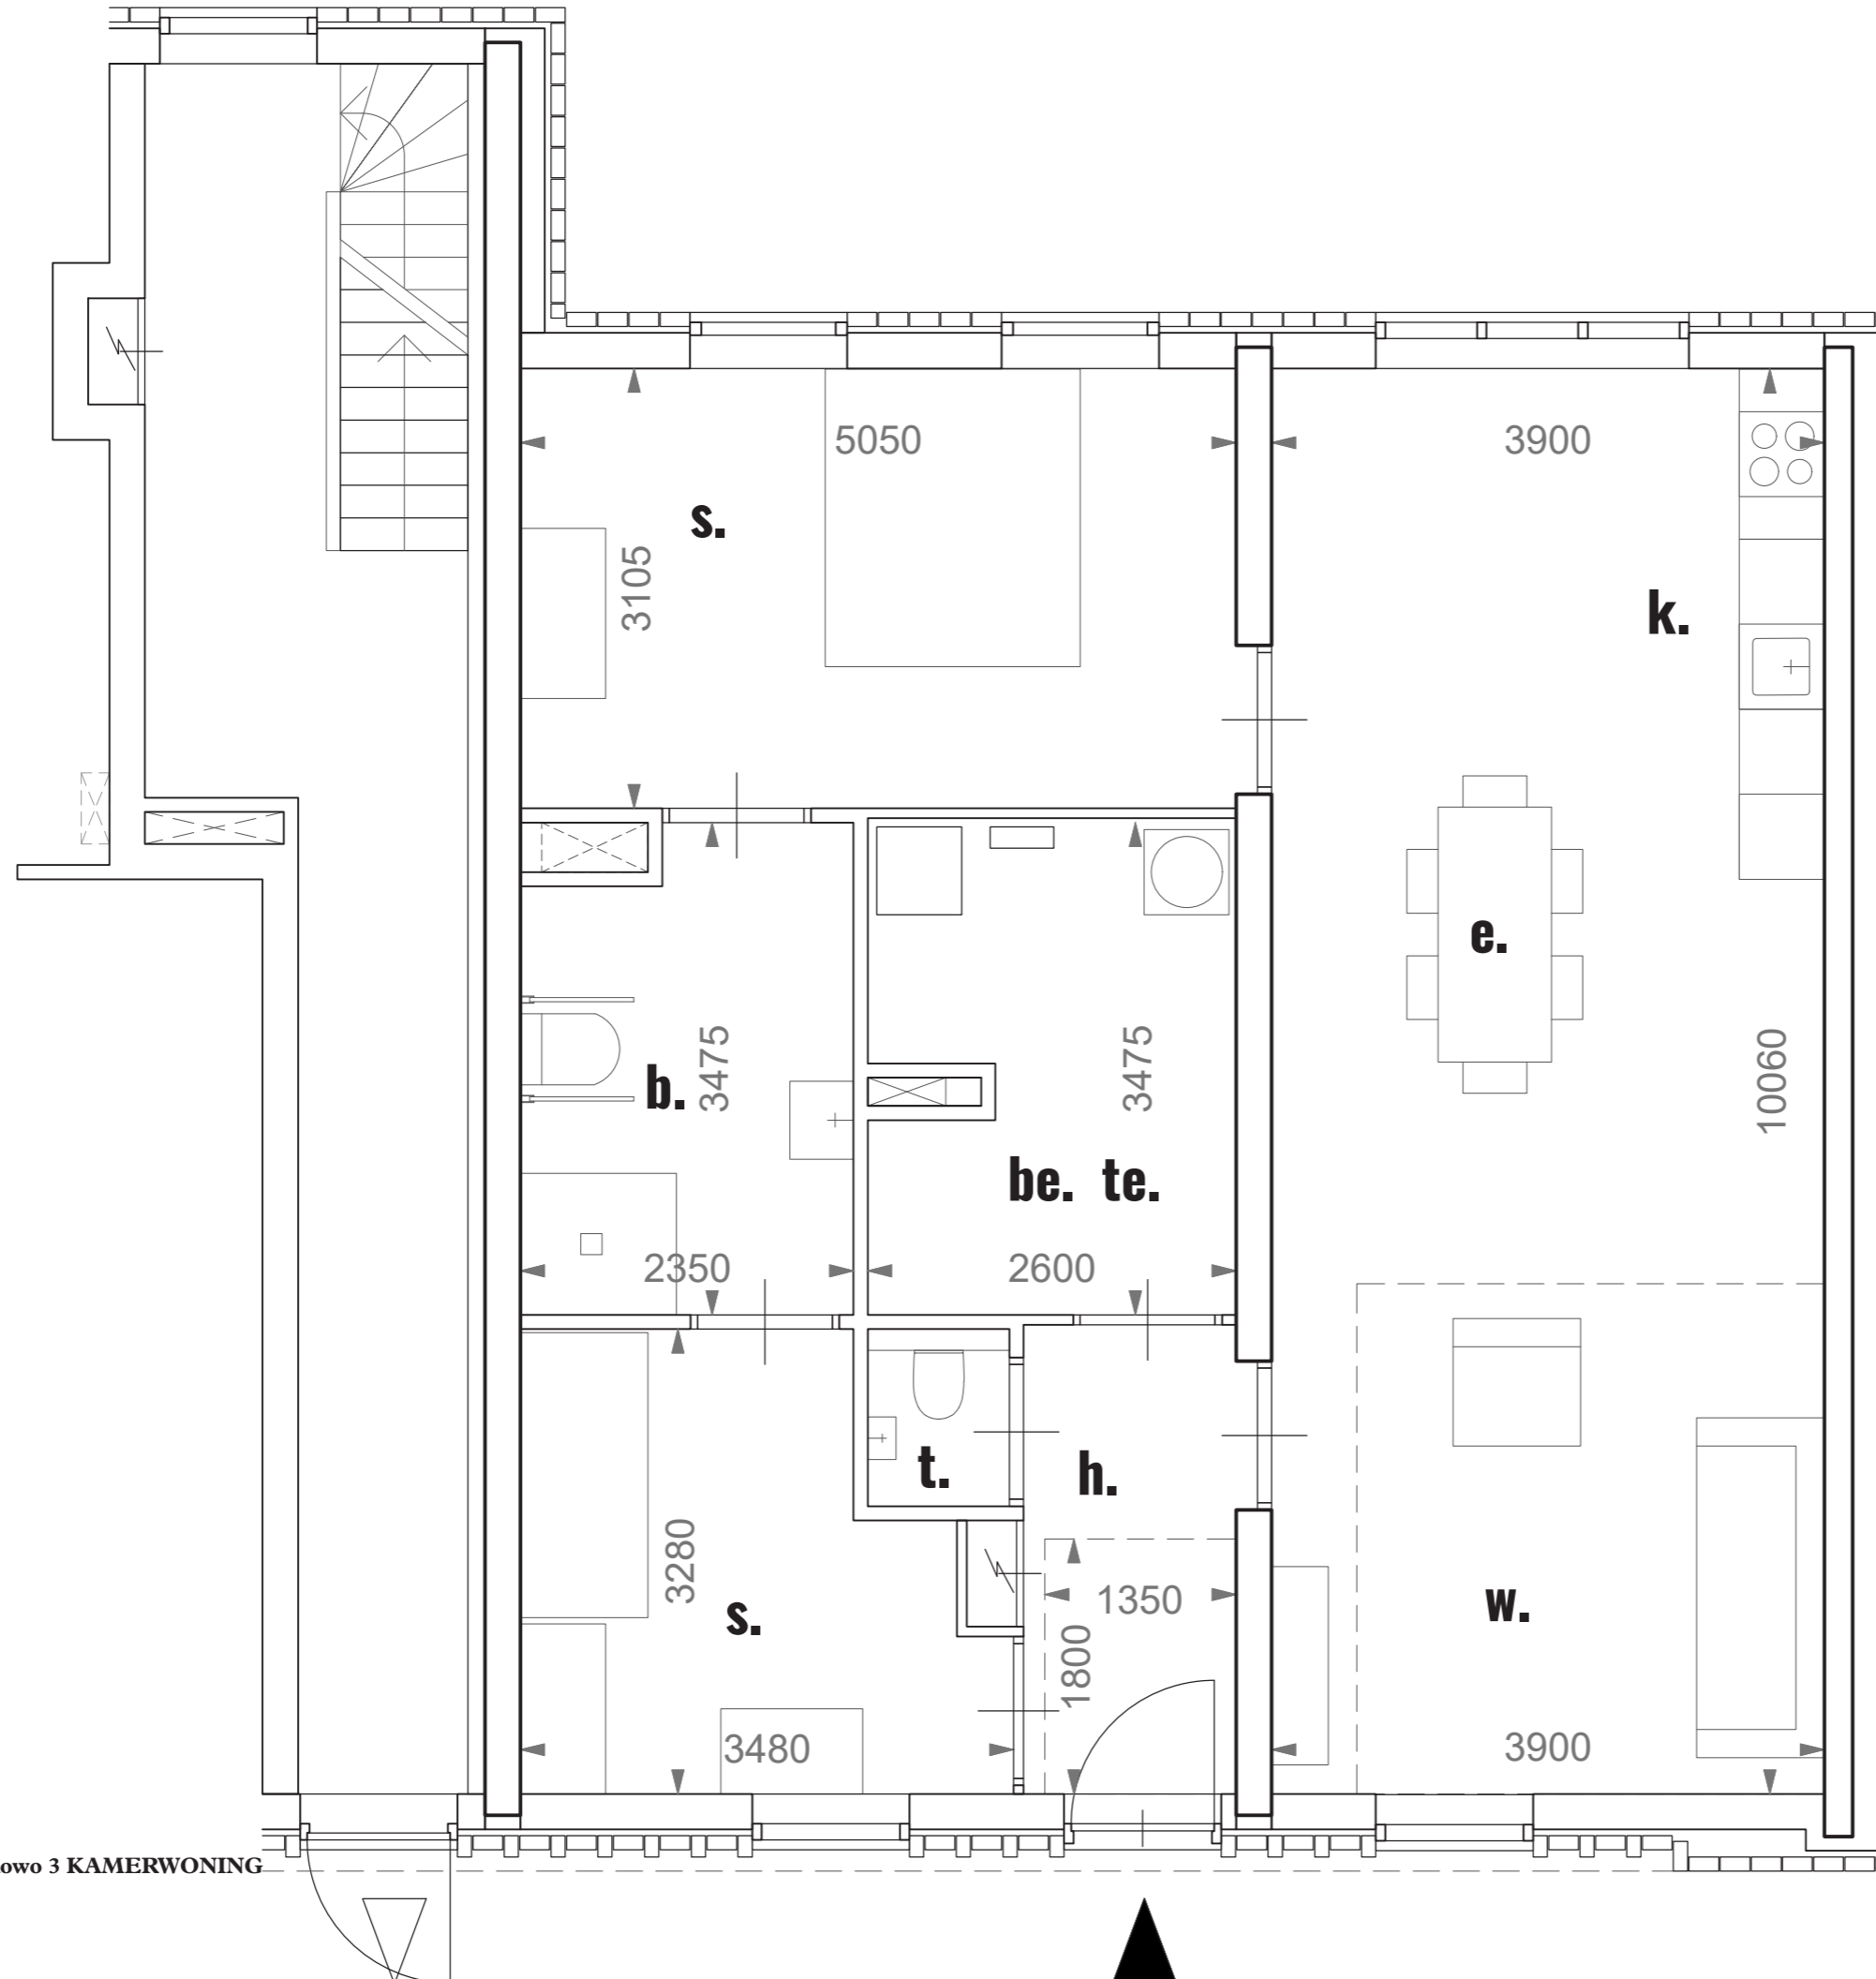 5050
3900
s.
3105
k.
e.
b.
3475
3475
10060
be. te.
2350
2600
t.
h.
3280
s.
1350
w.
1800
3480
3900
owo 3 KAMERWONING